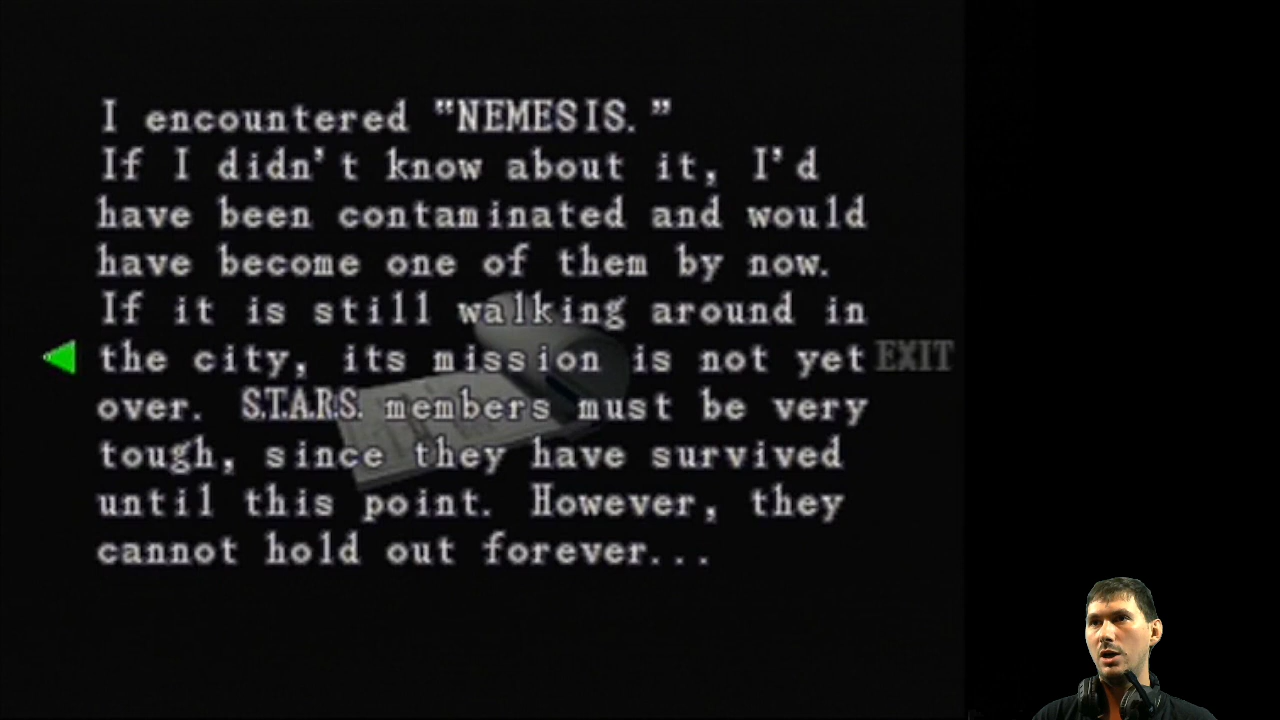 I encountered "NEMESIS."
If I didn't know about it, I'd
have been contaminated and would
have become one of them by now.
If it is still walking around in
the city, its mission is not yet
EXIT
over. S.T.A.R.S. members must be very
tough, since they have survived
until this point. However, they
cannot hold out forever...